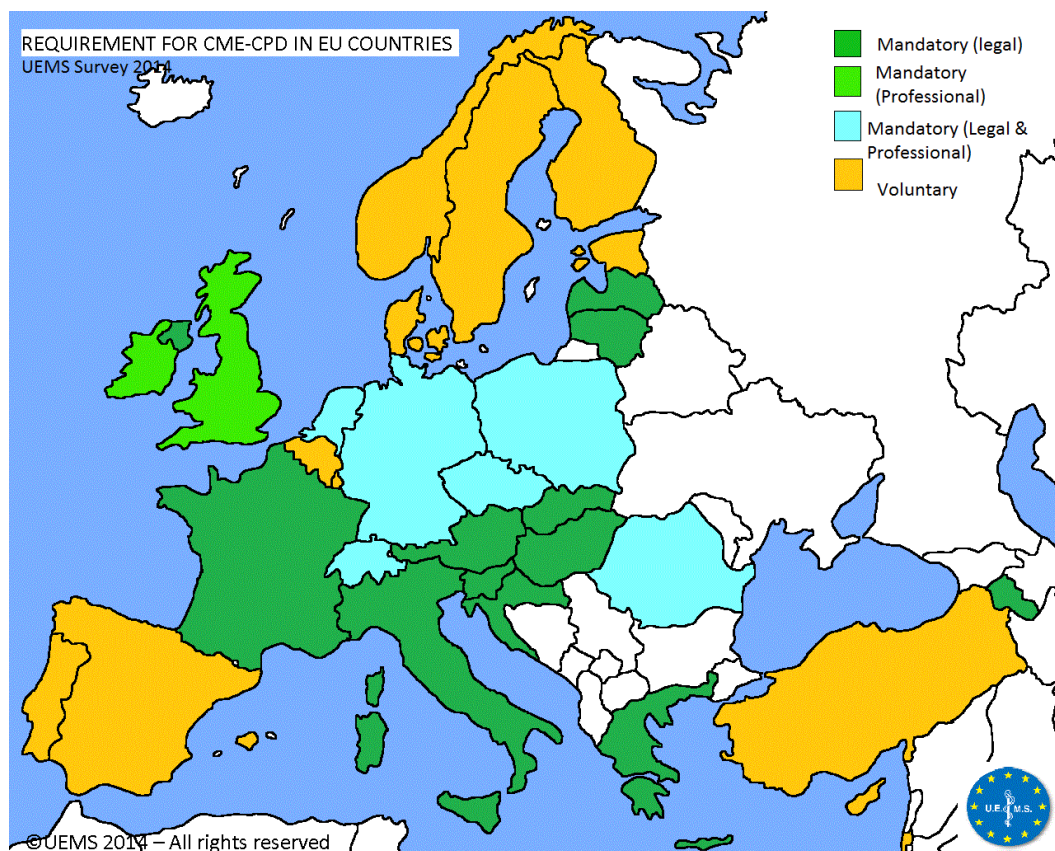 REQUIREMENT FOR CME-CPD IN EU COUNTRIES
UEMS Survey 2014
Mandatory (legal)
Mandatory
(Professional)
Mandatory (Legal &
Professional)
Voluntary
U.E.M.S.
©UEMS 2014 – All rights reserved